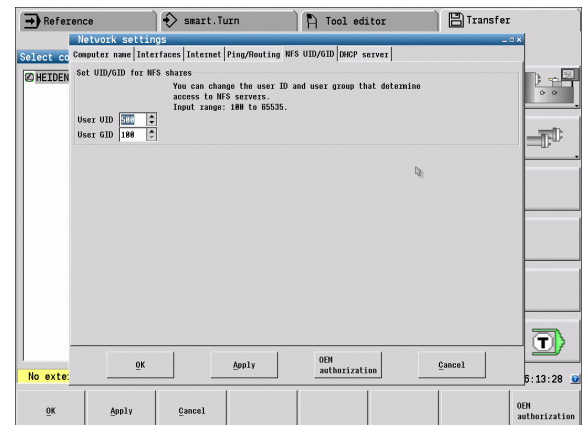 Reference
smart.Turn
Tool editor
Transfer
Network settings
Computer name Interfaces Internet Ping/Routing NFS UID/GID DHCP server
Select co
HEIDEN
Set UID/GID for NFS shares
You can change the user ID and user group that determine
access to NFS servers.
Input range: 100 to 65535.
User UID 500
User GID 100
T
OK
Apply
OEM
authorization
Cancel
No exte
6:13:28
OK
Apply
Cancel
OEM
authorization